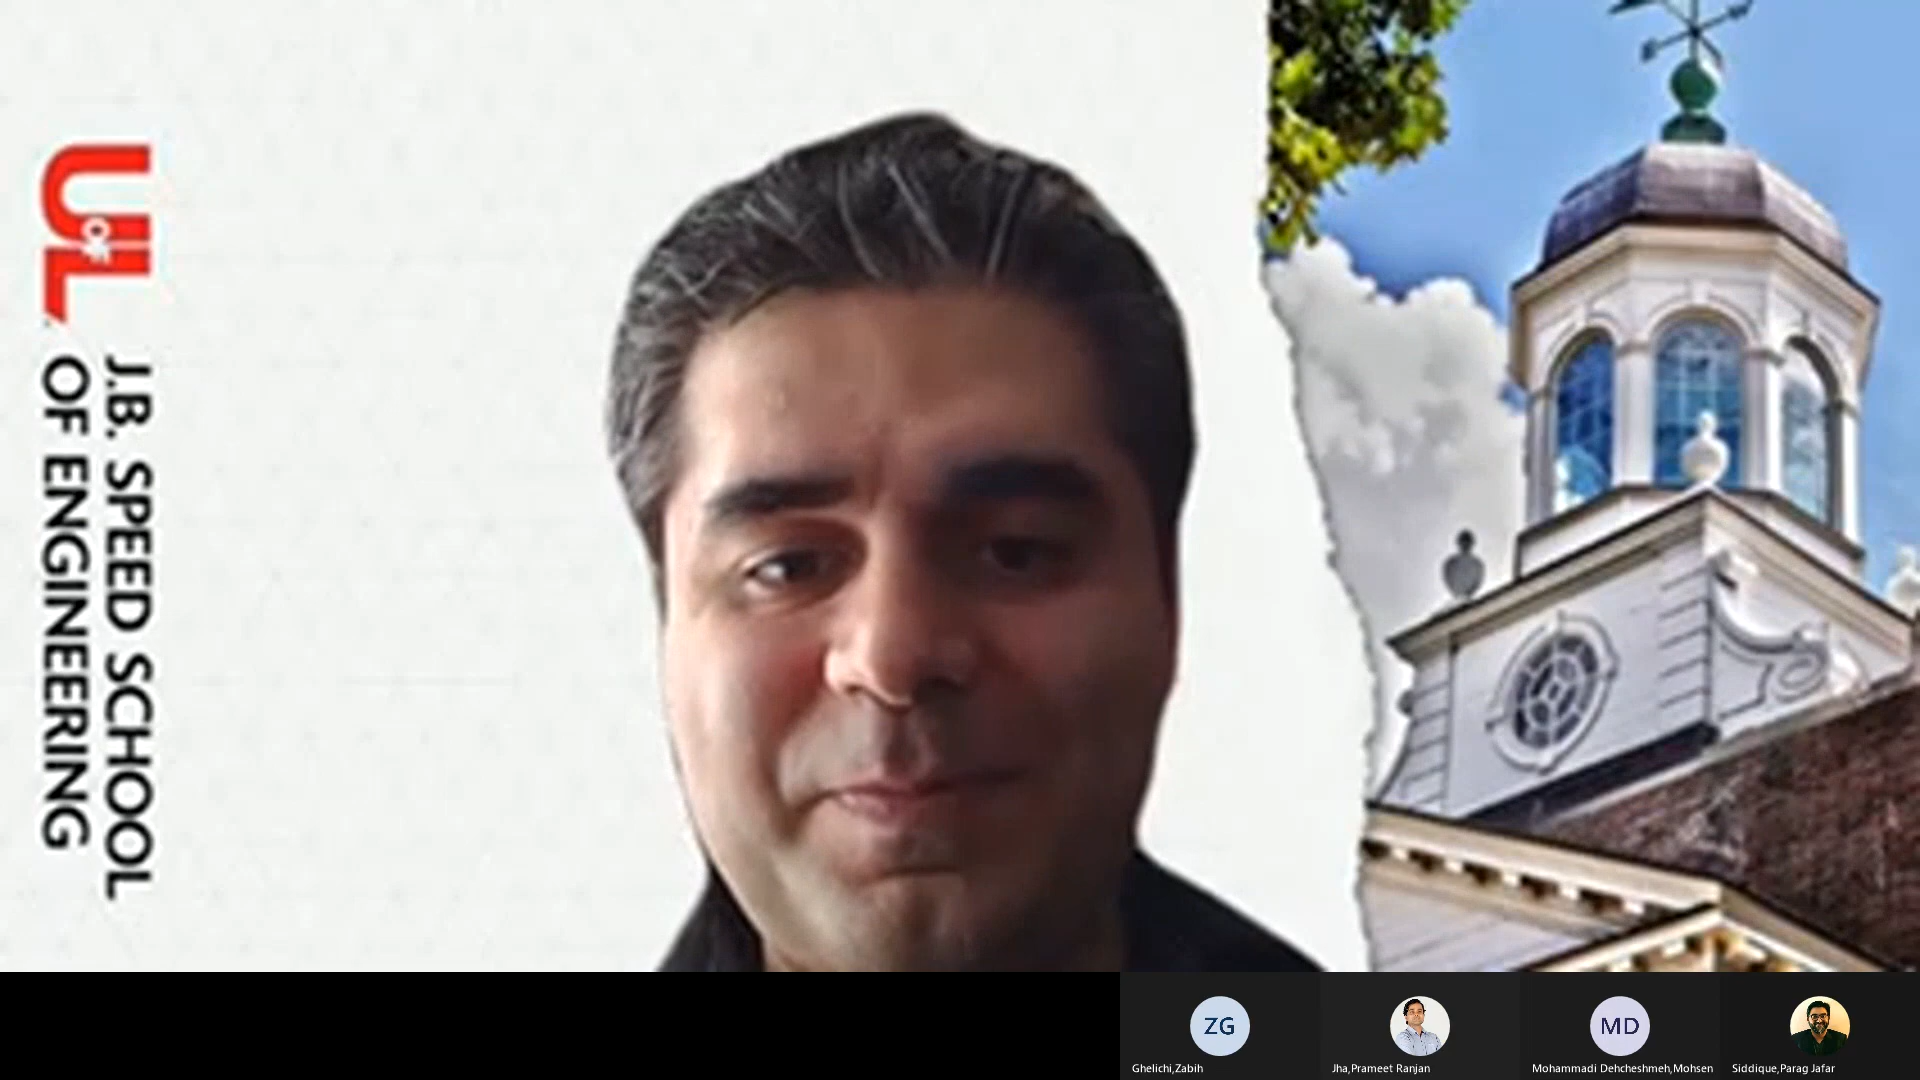 UofL
J.B. SPEED SCHOOL
OF ENGINEERING
ZG
MD
Ghelichi,Zabih
Jha,Prameet Ranjan
Mohammadi Dehcheshmeh,Mohsen
Siddique,Parag Jafar